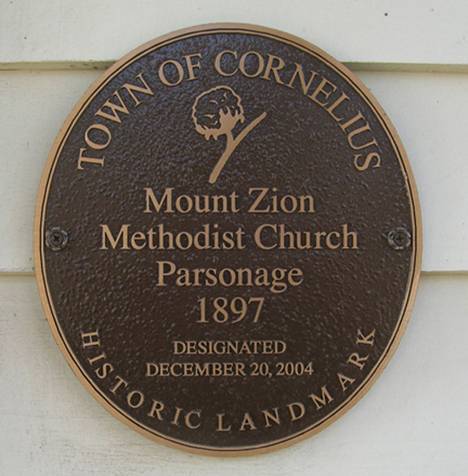 TOWN OF CORNELIUS
Mount Zion
Methodist Church
Parsonage
1897
DESIGNATED
DECEMBER 20, 2004
HISTORIC LANDMARK